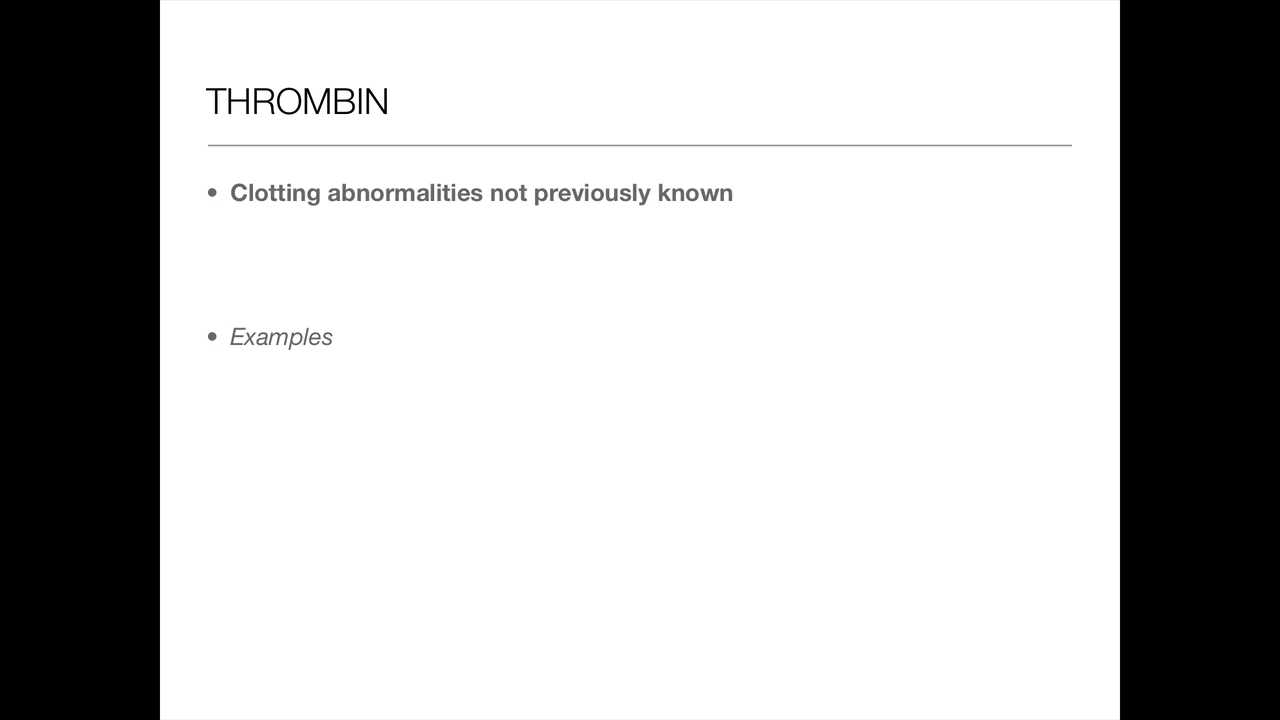 THROMBIN
• Clotting abnormalities not previously known
• Examples